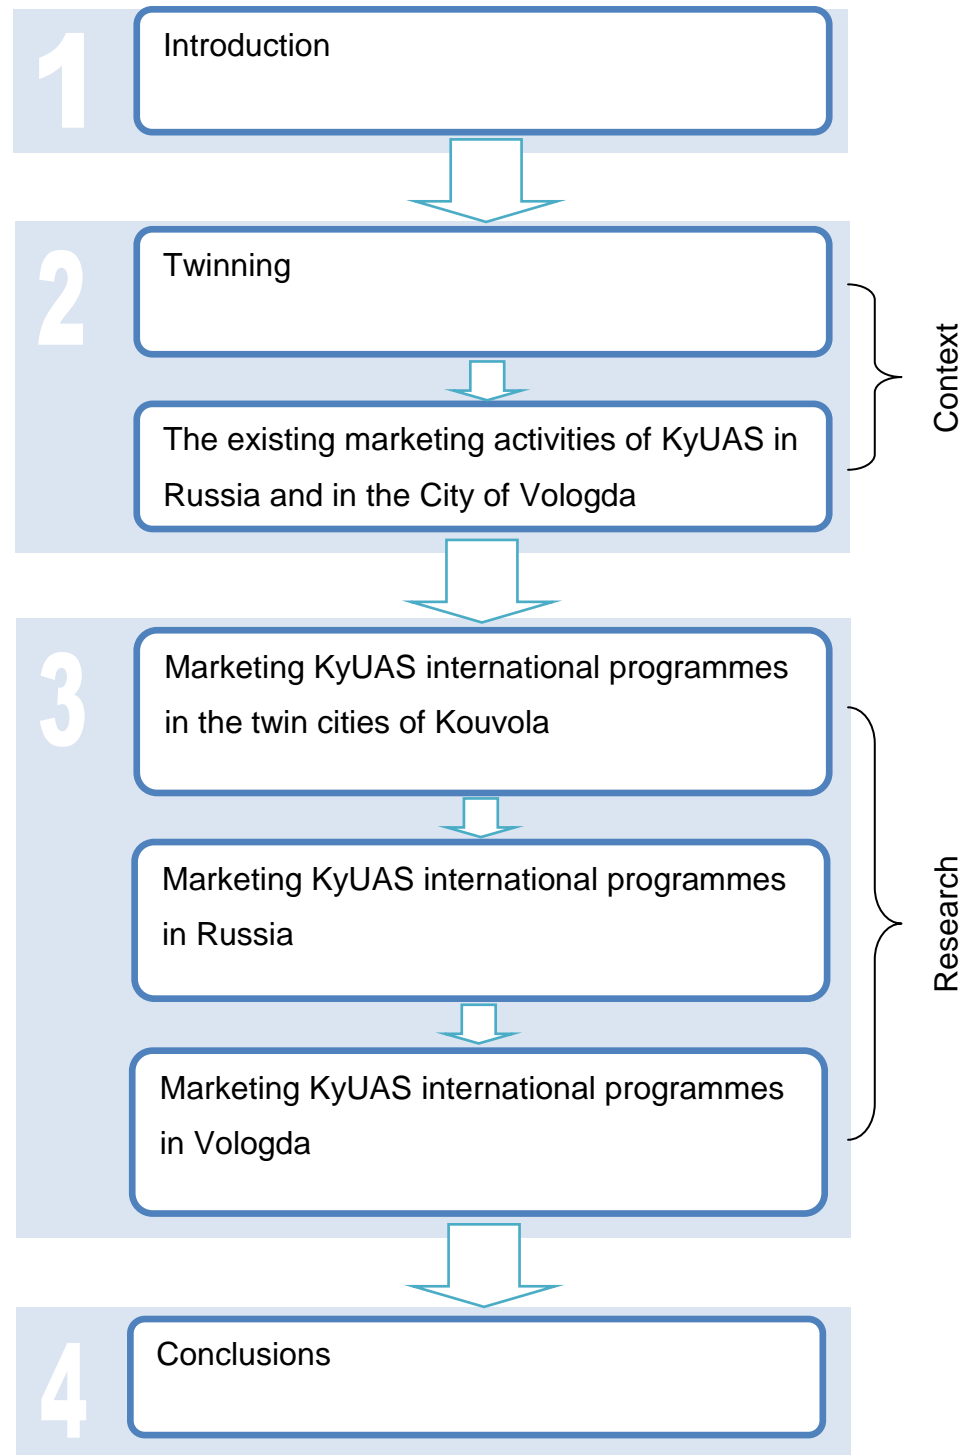 1
Introduction
2
Twinning
The existing marketing activities of KyUAS in
Russia and in the City of Vologda
Context
3
Marketing KyUAS international programmes
in the twin cities of Kouvola
Marketing KyUAS international programmes
in Russia
Marketing KyUAS international programmes
in Vologda
Research
4
Conclusions